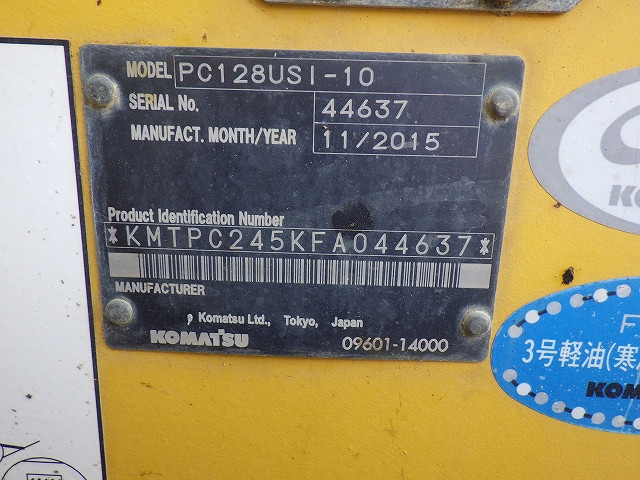 MODEL PC128USI-10
SERIAL No. 44637
MANUFACT. MONTH/YEAR 11/2015
Product Identification Number
*KMTPC245KFA044637*
MANUFACTURER
Komatsu Ltd., Tokyo, Japan
KOMATSU 09601-14000
3号軽油(寒